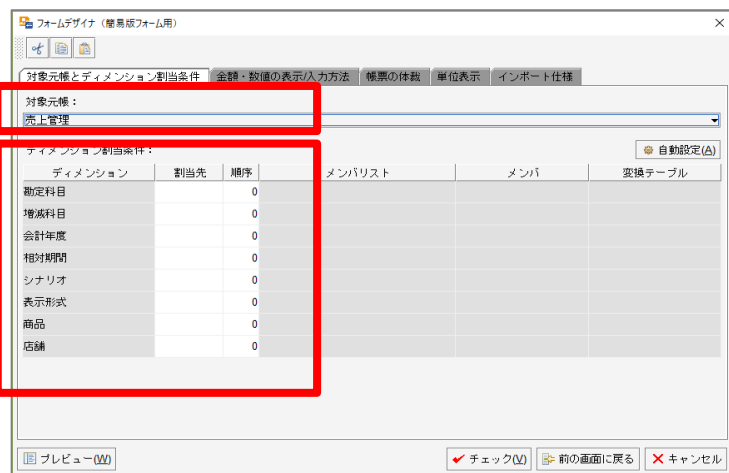 フォームデザイナ（簡易版フォーム用）
対象元帳とディメンション割当条件 金額・数値の表示/入力方法 帳票の体裁 単位表示 インポート仕様
対象元帳：
売上管理
ディメンション割当条件：
自動設定(A)
ディメンション 割当先 順序 メンバリスト メンバ 変換テーブル
勘定科目 0
増減科目 0
会計年度 0
相対期間 0
シナリオ 0
表示形式 0
商品 0
店舗 0
プレビュー(W) チェック(V) 前の画面に戻る キャンセル